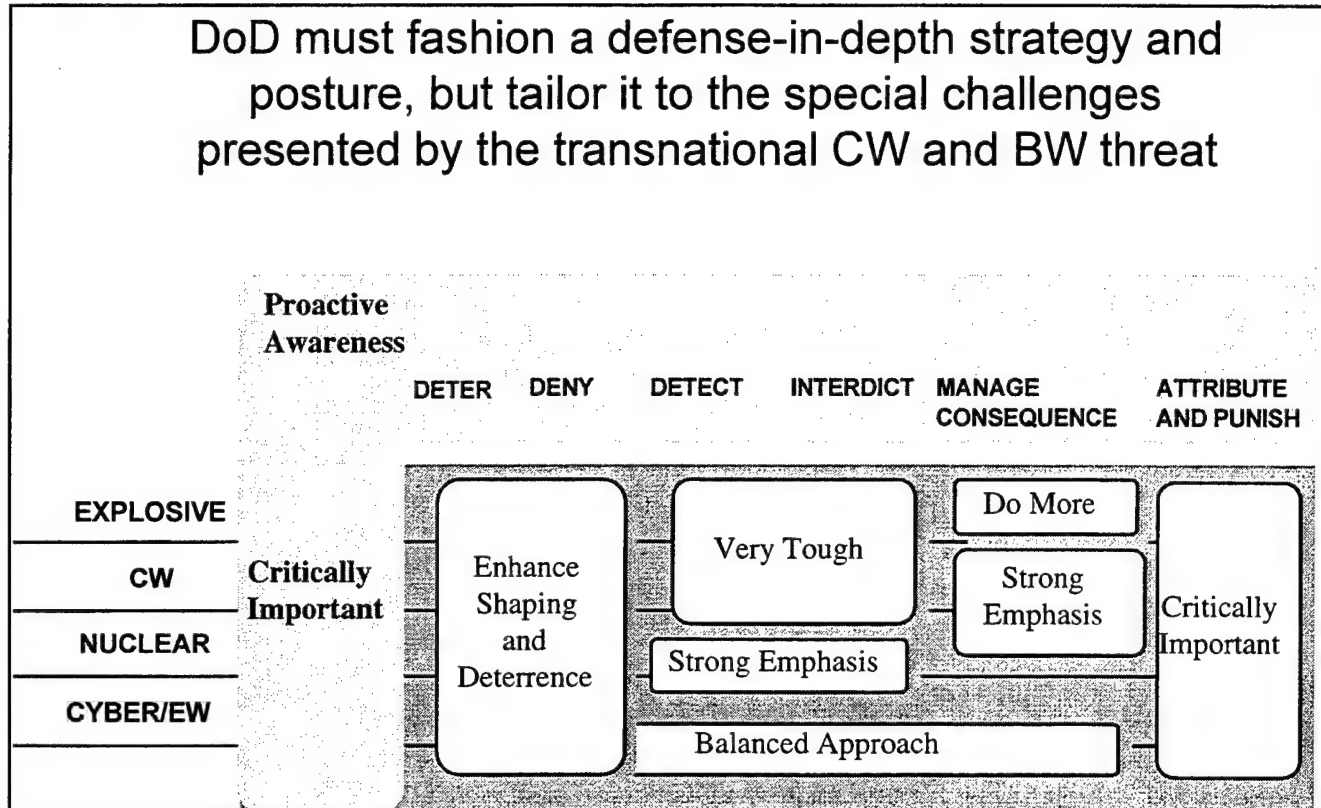 DoD must fashion a defense-in-depth strategy and
posture, but tailor it to the special challenges
presented by the transnational CW and BW threat
Proactive
Awareness
DETER
DENY
DETECT
INTERDICT
MANAGE
CONSEQUENCE
ATTRIBUTE
AND PUNISH
EXPLOSIVE
CW
NUCLEAR
CYBER/EW
Critically
Important
Enhance
Shaping
and
Deterrence
Very Tough
Strong Emphasis
Balanced Approach
Do More
Strong
Emphasis
Critically
Important